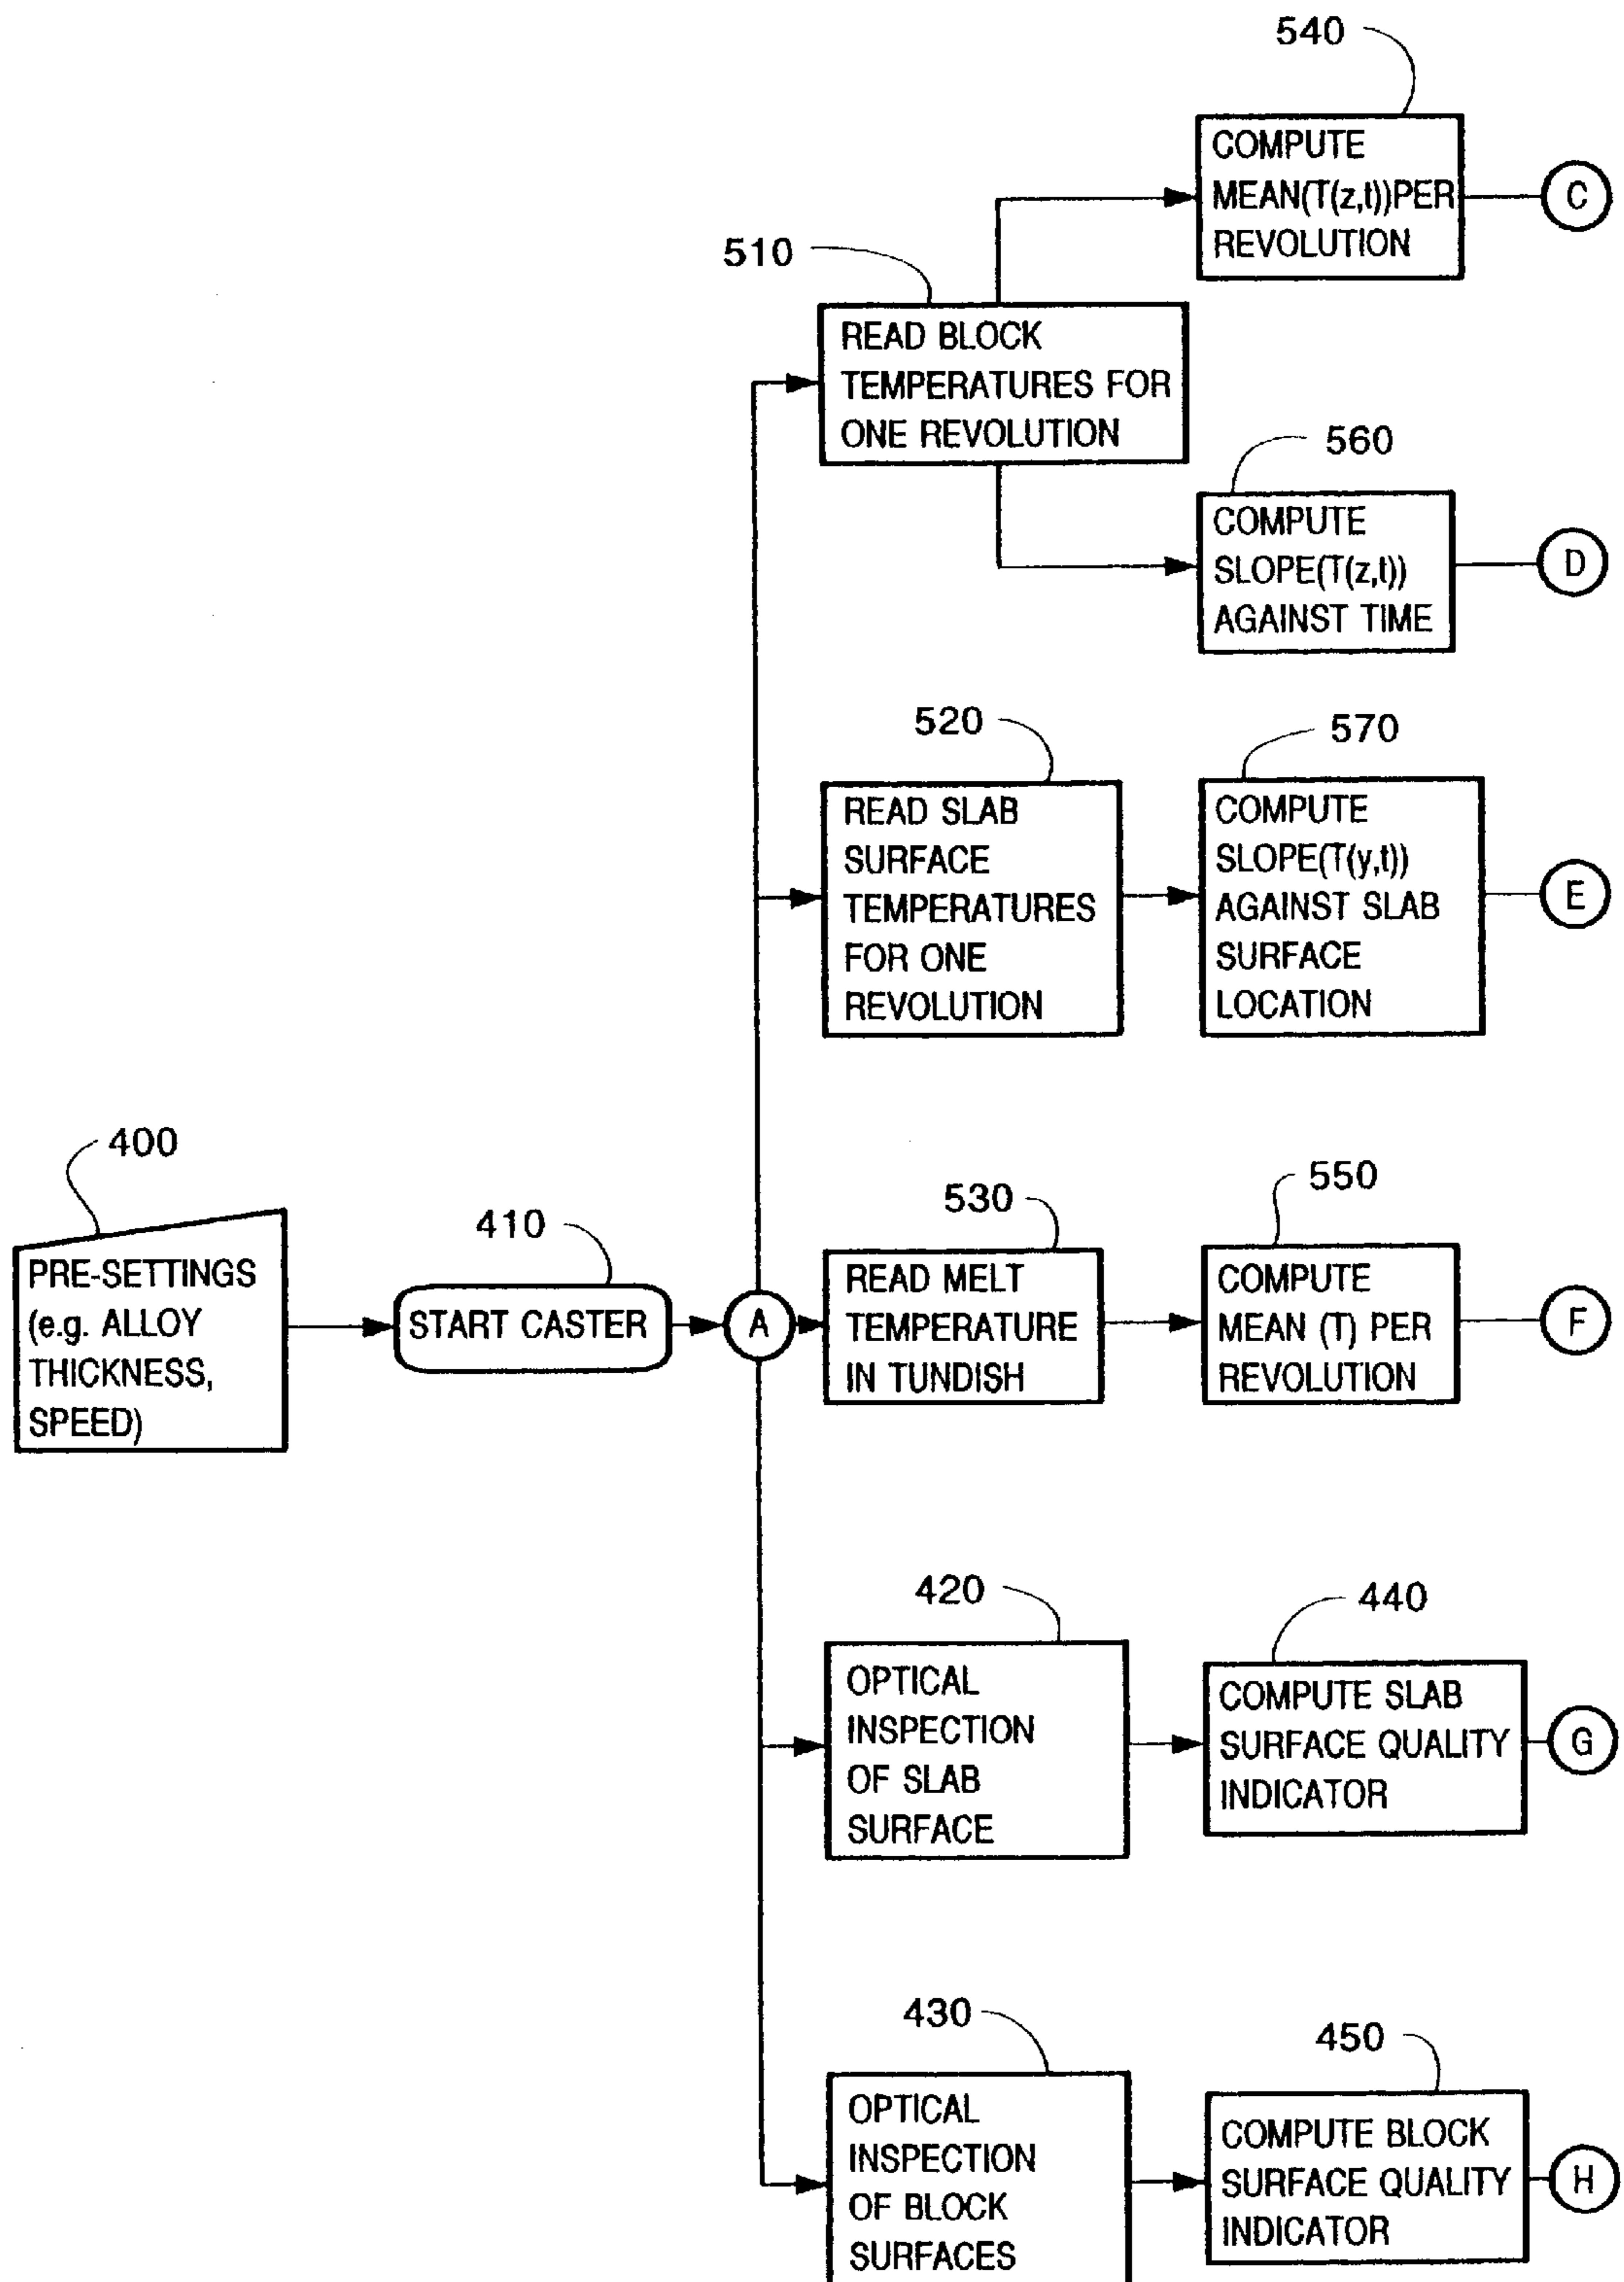 540
COMPUTE
MEAN(T(z,t))PER
REVOLUTION
C
510
READ BLOCK
TEMPERATURES FOR
ONE REVOLUTION
560
COMPUTE
SLOPE(T(z,t))
AGAINST TIME
D
520
READ SLAB
SURFACE
TEMPERATURES
FOR ONE
REVOLUTION
570
COMPUTE
SLOPE(T(y,t))
AGAINST SLAB
SURFACE
LOCATION
E
400
PRE-SETTINGS
(e.g. ALLOY
THICKNESS,
SPEED)
410
START CASTER
A
530
READ MELT
TEMPERATURE
IN TUNDISH
550
COMPUTE
MEAN (T) PER
REVOLUTION
F
420
OPTICAL
INSPECTION
OF SLAB
SURFACE
440
COMPUTE SLAB
SURFACE QUALITY
INDICATOR
G
430
OPTICAL
INSPECTION
OF BLOCK
SURFACES
450
COMPUTE BLOCK
SURFACE QUALITY
INDICATOR
H